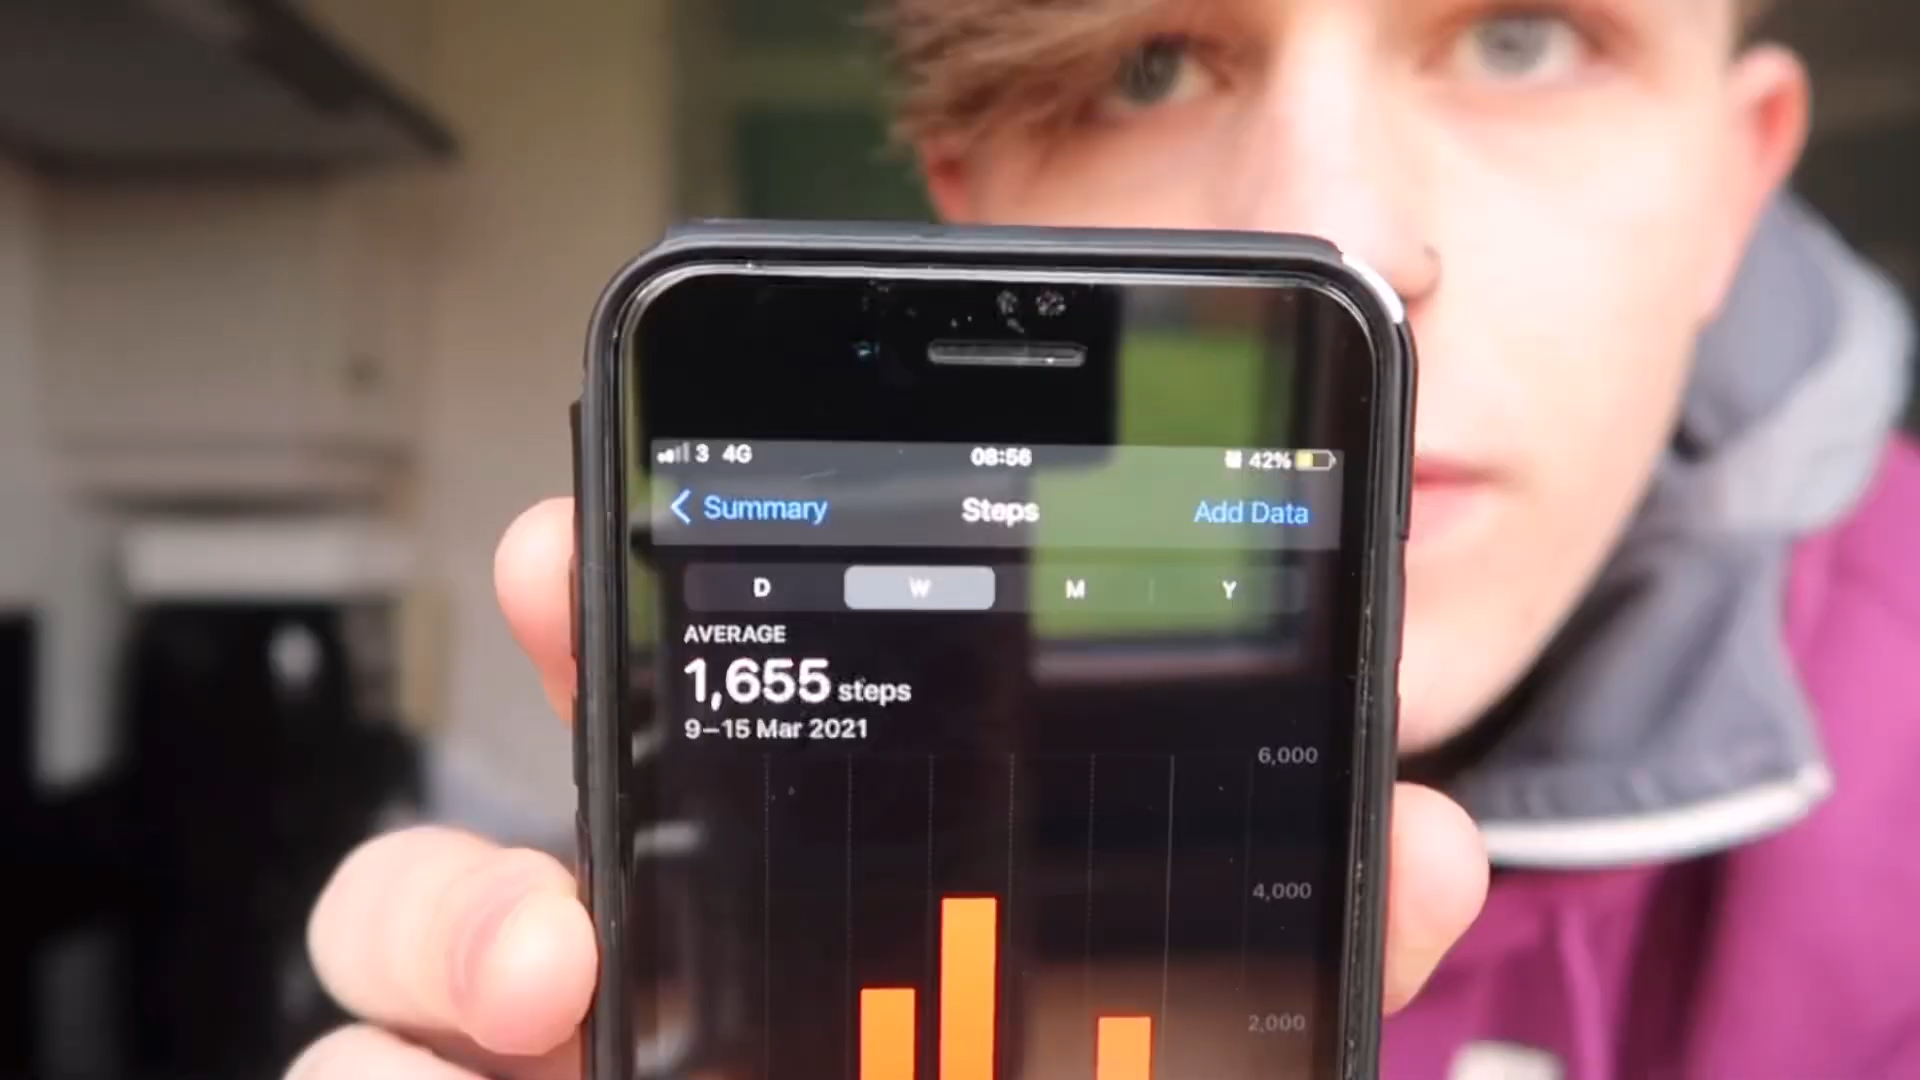 3 4G 08:56 42%
Summary Steps Add Data
D W M Y
AVERAGE
1,655 steps
9–15 Mar 2021
6,000
4,000
2,000